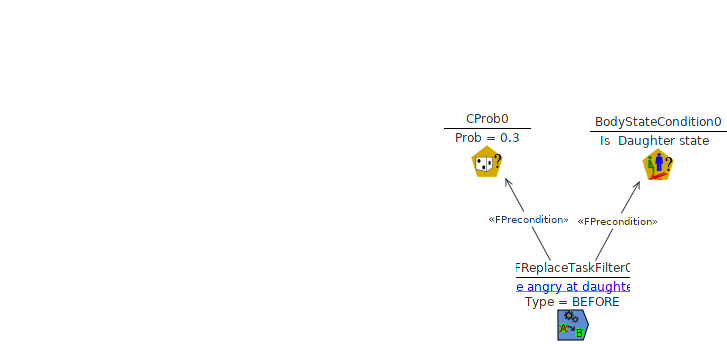 CProb0
Prob = 0.3
BodyStateCondition0
Is Daughter state
«FPrecondition»
«FPrecondition»
FReplaceTaskFilter0
e angry at daughte
Type = BEFORE
A
B